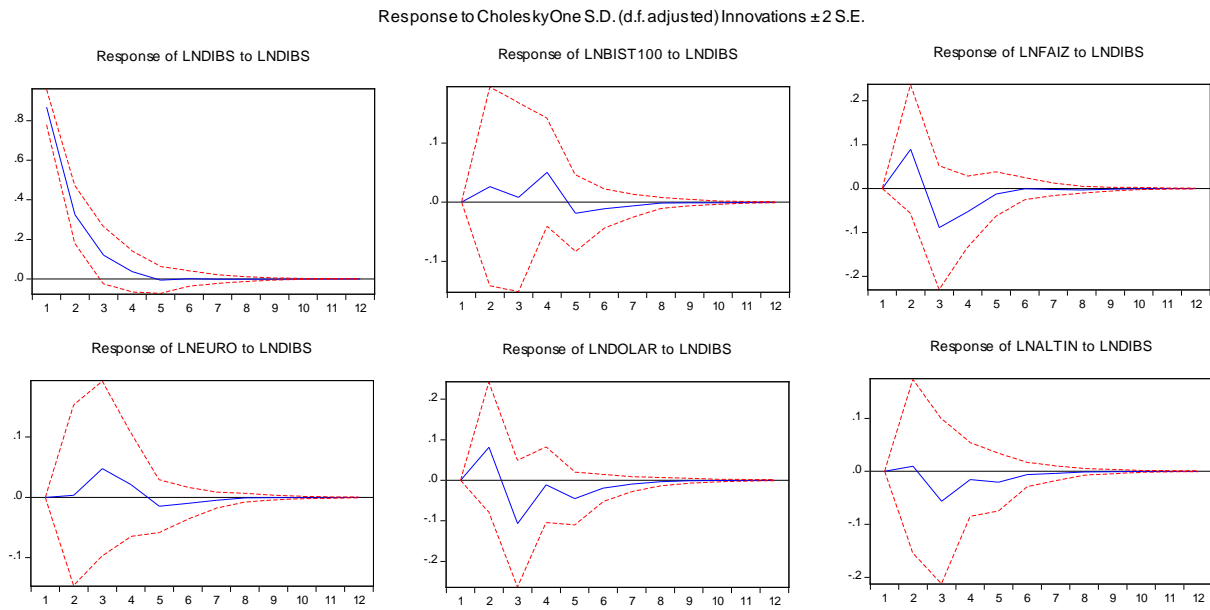 Response to Cholesky One S.D. (d.f. adjusted) Innovations ± 2 S.E.
Response of LNDIBS to LNDIBS
.8
.6
.4
.2
.0
1 2 3 4 5 6 7 8 9 10 11 12
Response of LNBIST100 to LNDIBS
.1
.0
-.1
1 2 3 4 5 6 7 8 9 10 11 12
Response of LNFAIZ to LNDIBS
.2
.1
.0
-.1
-.2
1 2 3 4 5 6 7 8 9 10 11 12
Response of LNEURO to LNDIBS
.1
.0
-.1
1 2 3 4 5 6 7 8 9 10 11 12
Response of LNDOLAR to LNDIBS
.2
.1
.0
-.1
-.2
1 2 3 4 5 6 7 8 9 10 11 12
Response of LNALTIN to LNDIBS
.1
.0
-.1
-.2
1 2 3 4 5 6 7 8 9 10 11 12